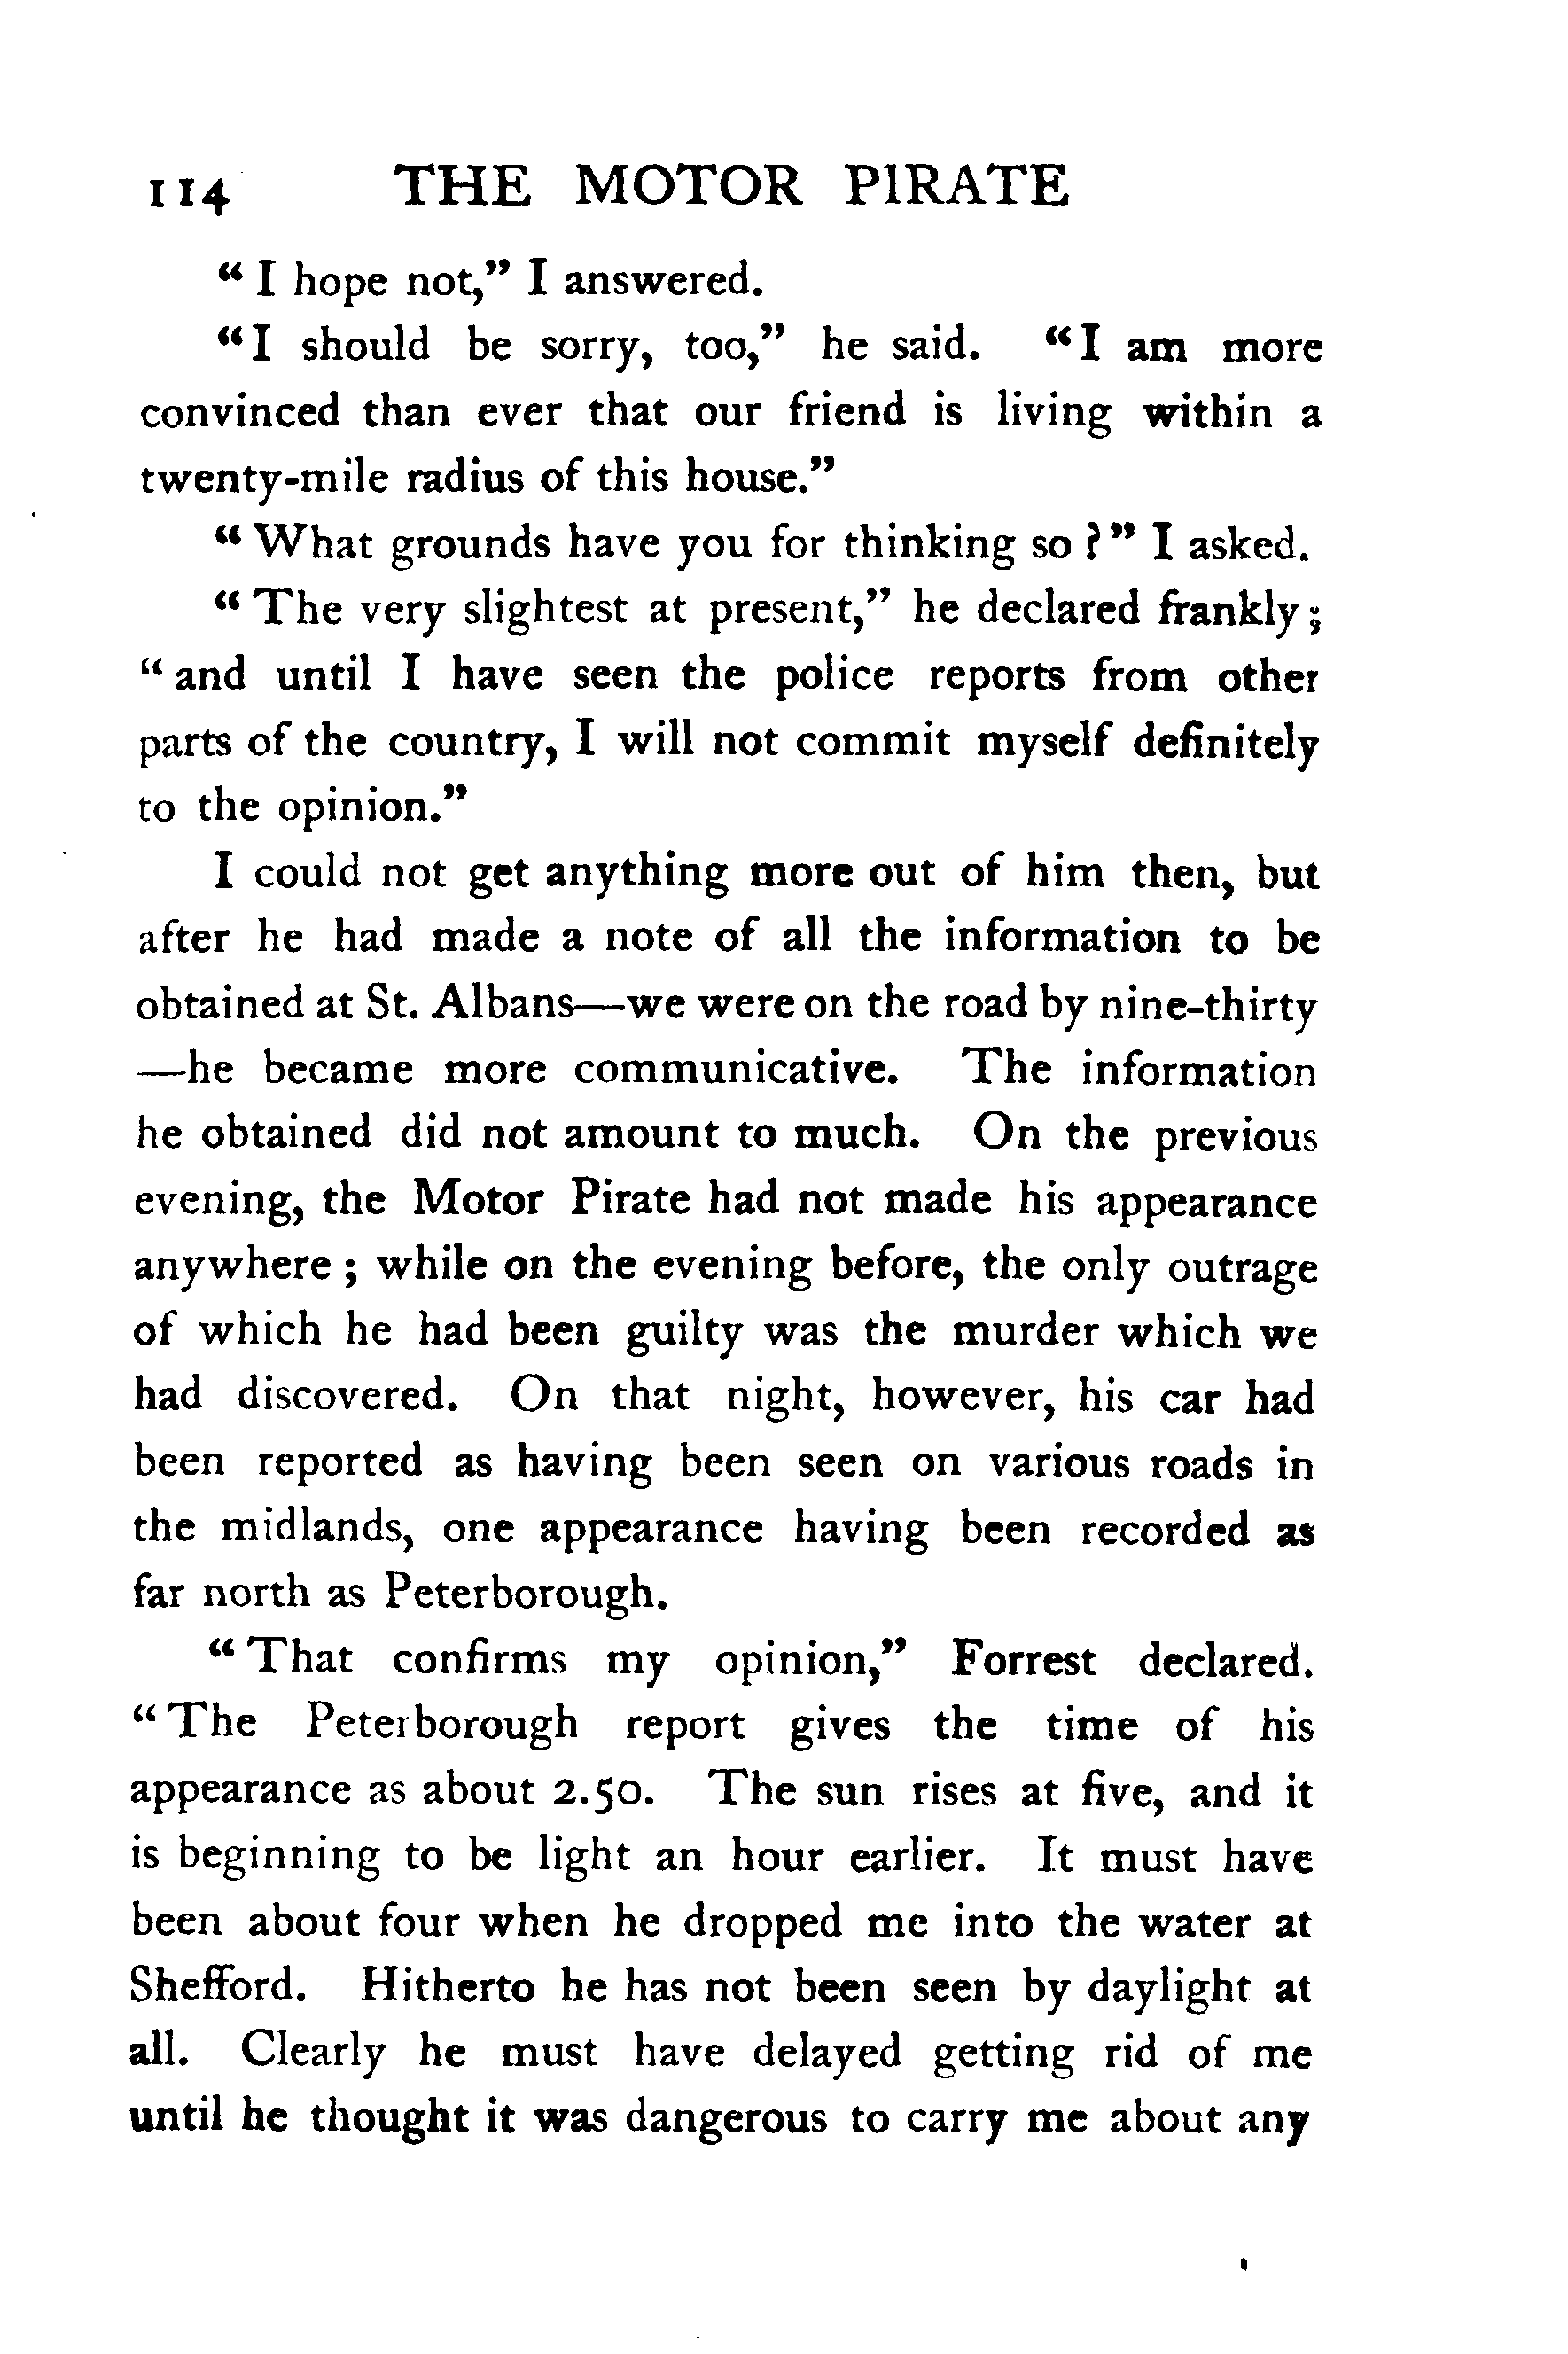 114 THE MOTOR PIRATE
“ I hope not,” I answered.
“ I should be sorry, too,” he said. “ I am more
convinced than ever that our friend is living within a
twenty-mile radius of this house.”
“ What grounds have you for thinking so ? ” I asked.
“ The very slightest at present,” he declared frankly ;
“ and until I have seen the police reports from other
parts of the country, I will not commit myself definitely
to the opinion.”
I could not get anything more out of him then, but
after he had made a note of all the information to be
obtained at St. Albans—we were on the road by nine-thirty
—he became more communicative. The information
he obtained did not amount to much. On the previous
evening, the Motor Pirate had not made his appearance
anywhere ; while on the evening before, the only outrage
of which he had been guilty was the murder which we
had discovered. On that night, however, his car had
been reported as having been seen on various roads in
the midlands, one appearance having been recorded as
far north as Peterborough.
“ That confirms my opinion,” Forrest declared.
“ The Peterborough report gives the time of his
appearance as about 2.50. The sun rises at five, and it
is beginning to be light an hour earlier. It must have
been about four when he dropped me into the water at
Shefford. Hitherto he has not been seen by daylight at
all. Clearly he must have delayed getting rid of me
until he thought it was dangerous to carry me about any